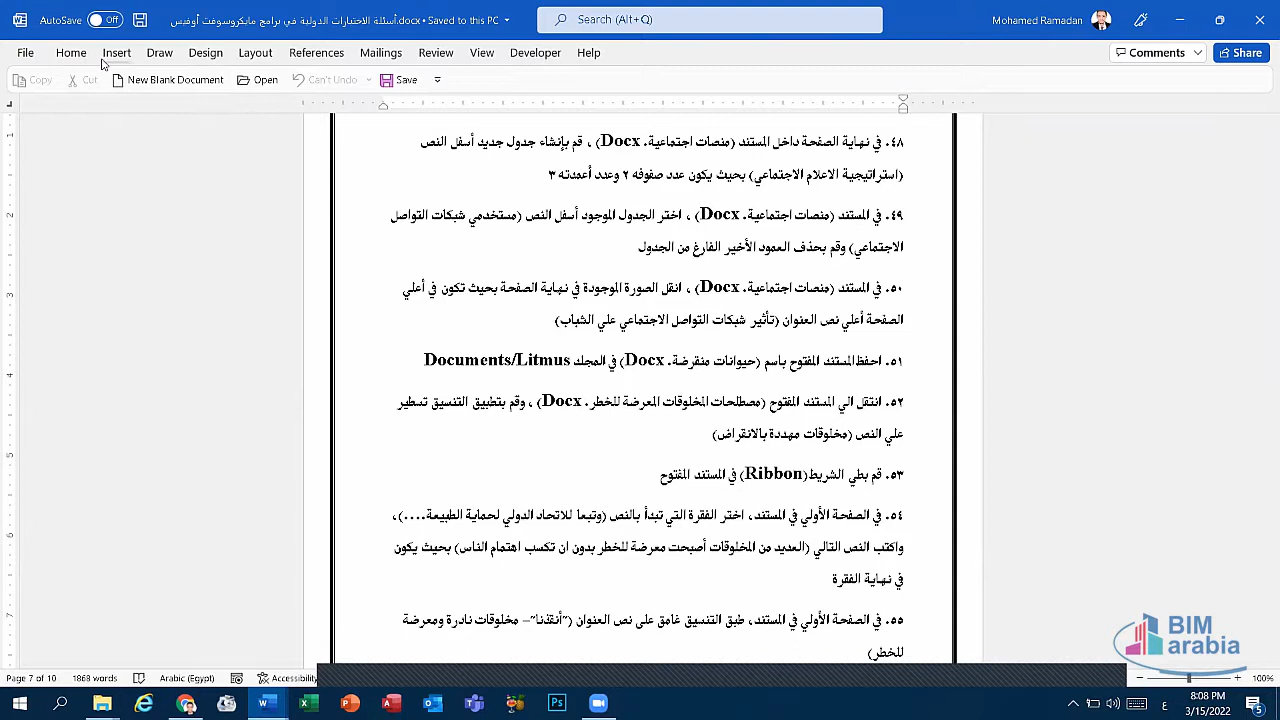 AutoSave Off أسئلة الاختبارات الدولية في برامج مايكروسوفت أوفيس.docx • Saved to this PC Search (Alt+Q) Mohamed Ramadan
File Home Insert Draw Design Layout References Mailings Review View Developer Help Comments Share
Copy Cut New Blank Document Open Can't Undo Save
٤٨. في نهاية الصفحة داخل المستند (منصات اجتماعية. Docx) ، قم بإنشاء جدول جديد أسفل النص
(استراتيجية الاعلام الاجتماعي) بحيث يكون عدد صفوفه ٢ وعدد أعمدته ٣
٤٩. في المستند (منصات اجتماعية. Docx) ، اختر الجدول الموجود أسفل النص (مستخدمي شبكات التواصل
الاجتماعي) وقم بحذف العمود الأخير الفارغ من الجدول
٥٠. في المستند (منصات اجتماعية. Docx) ، انقل الصورة الموجودة في نهاية الصفحة بحيث تكون في أعلي
الصفحة أعلي نص العنوان (تأثير شبكات التواصل الاجتماعي علي الشباب)
٥١. احفظ المستند المفتوح باسم (حيوانات منقرضة. Docx) في المجلد Documents/Litmus
٥٢. انتقل الي المستند المفتوح (مصطلحات المخلوقات المعرضة للخطر. Docx) ، وقم بتطبيق التنسيق تسطير
علي النص (مخلوقات مهددة بالانقراض)
٥٣. قم بطي الشريط(Ribbon) في المستند المفتوح
٥٤. في الصفحة الأولي في المستند، اختر الفقرة التي تبدأ بالنص (وتبعا للاتحاد الدولي لحماية الطبيعة....)،
واكتب النص التالي (العديد من المخلوقات أصبحت معرضة للخطر بدون ان تكسب اهتمام الناس) بحيث يكون
في نهاية الفقرة
٥٥. في الصفحة الأولي في المستند، طبق التنسيق غامق على نص العنوان ("أنقذنا"– مخلوقات نادرة ومعرضة
للخطر)
BIM
arabia
Page 7 of 10 1868 words Arabic (Egypt) Accessibility 100%
8:08 PM
3/15/2022